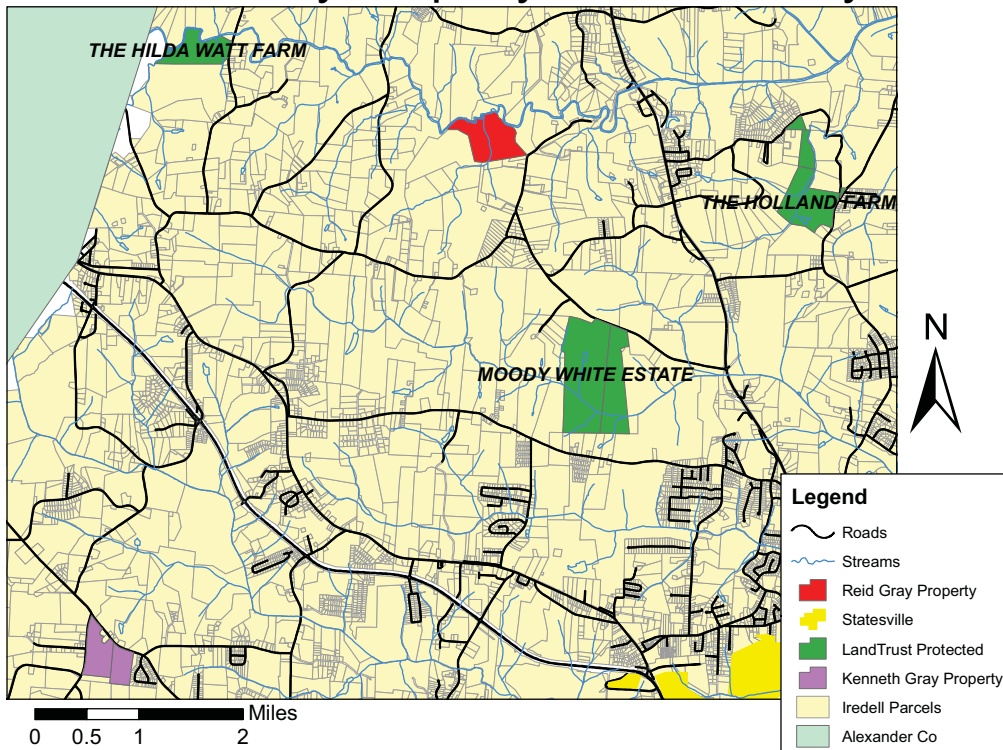 THE HILDA WATT FARM
THE HOLLAND FARM
MOODY WHITE ESTATE
N
Legend
Roads
Streams
Reid Gray Property
Statesville
LandTrust Protected
Kenneth Gray Property
Iredell Parcels
Alexander Co
Miles
0 0.5 1 2